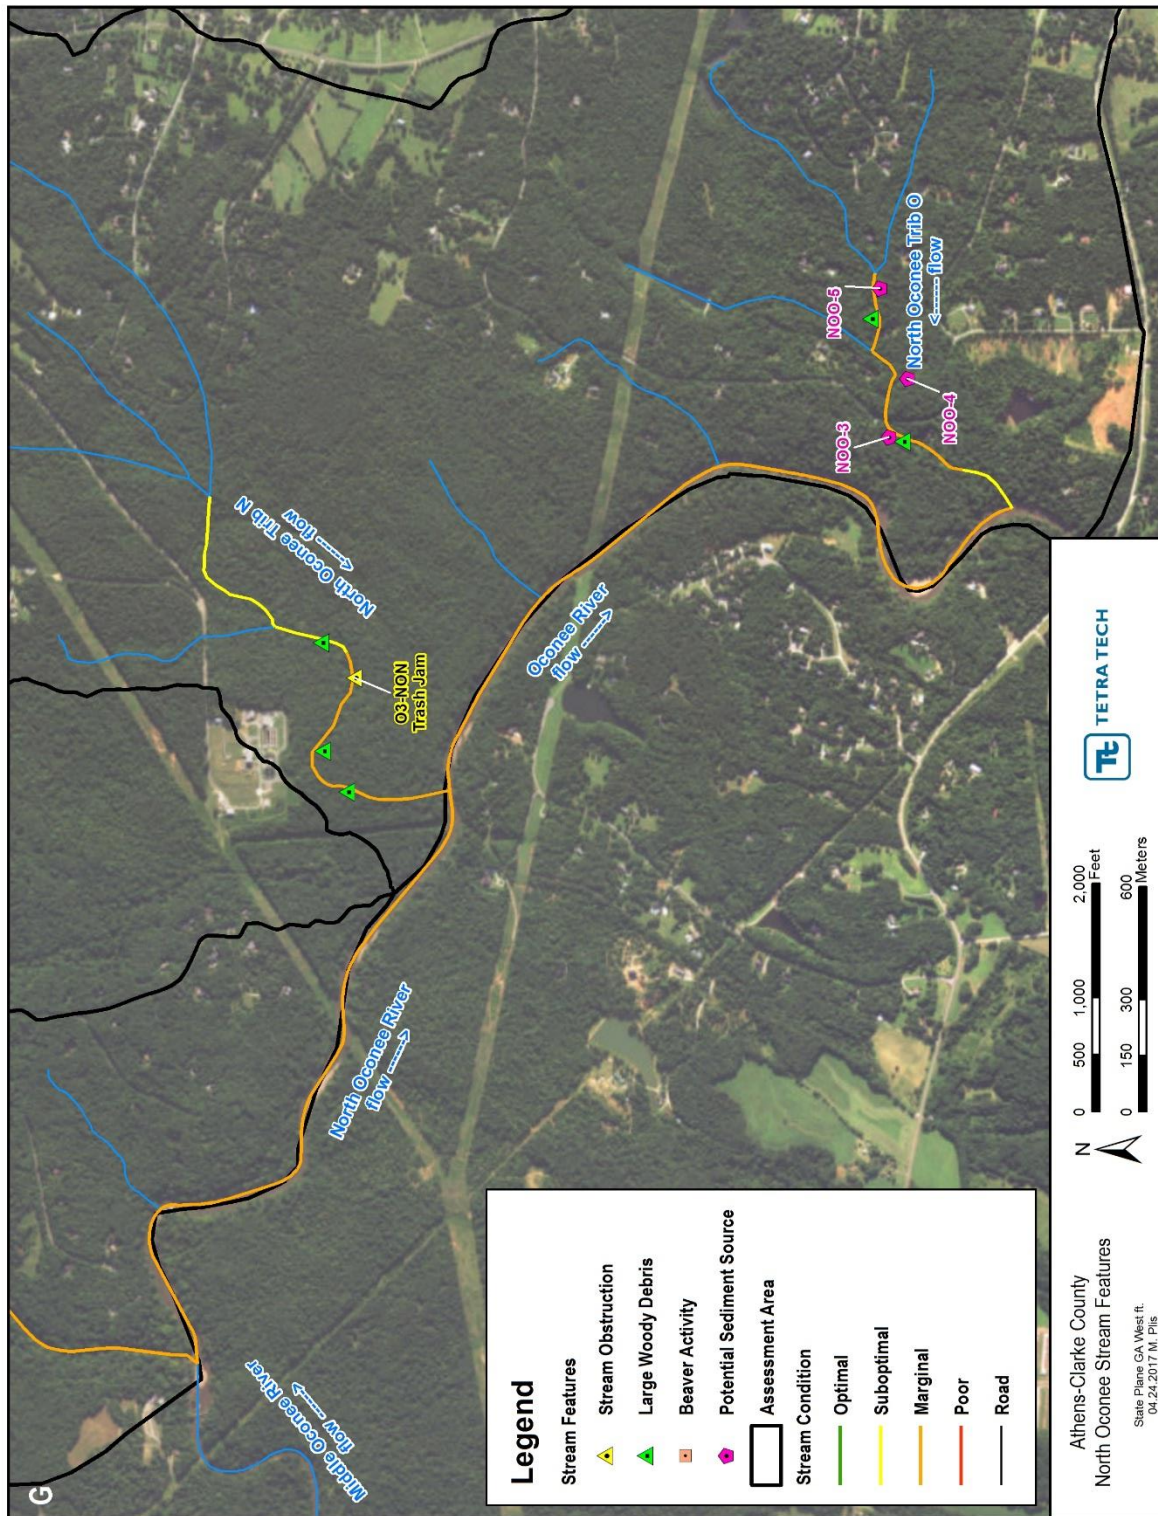 G
Middle Oconee River
flow ------>
North Oconee River
flow ------>
North Oconee Trib N
<------ flow
O3-NON
Trash Jam
Oconee River
flow ------>
NOO-3
NOO-4
NOO-5
North Oconee Trib O
<------ flow
Legend
Stream Features
Stream Obstruction
Large Woody Debris
Beaver Activity
Potential Sediment Source
Assessment Area
Stream Condition
Optimal
Suboptimal
Marginal
Poor
Road
Athens-Clarke County
North Oconee Stream Features
State Plane GA West ft.
04.24.2017 M. Plis
N
0 500 1,000 2,000
Feet
0 150 300 600
Meters
Tt TETRA TECH